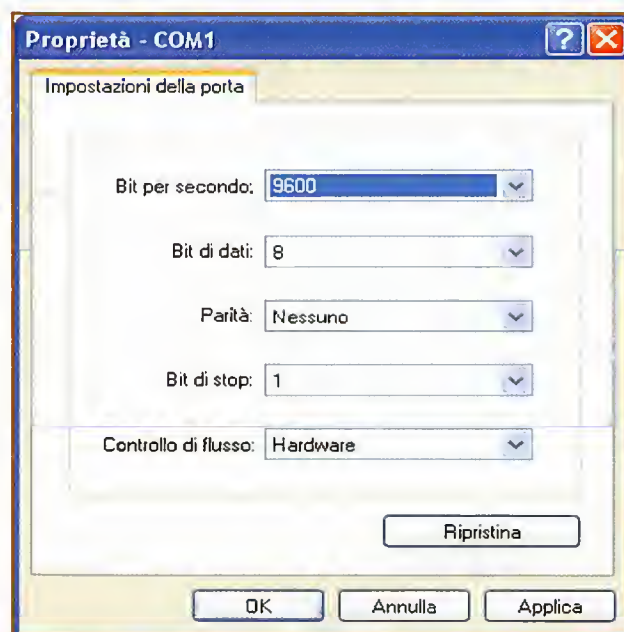 Proprietà - COM1
Impostazioni della porta
Bit per secondo: 9600
Bit di dati: 8
Parità: Nessuno
Bit di stop: 1
Controllo di flusso: Hardware
Ripristina
OK Annulla Applica